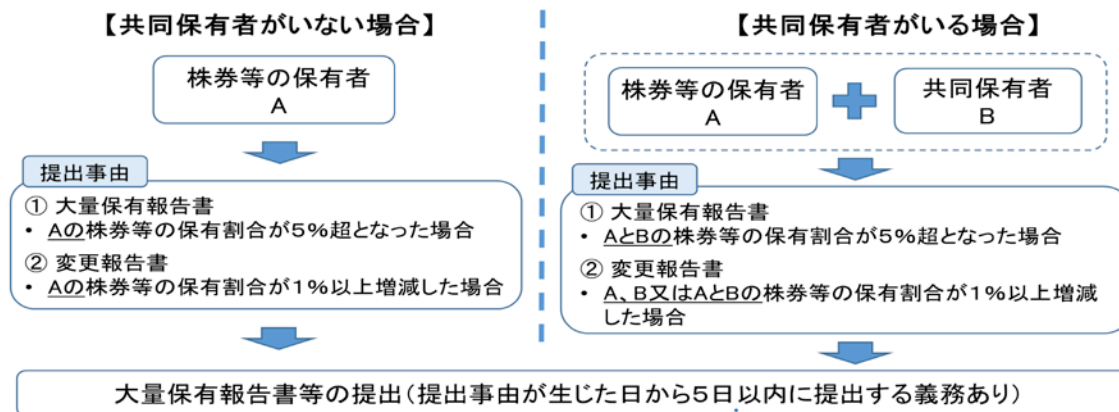 【共同保有者がいない場合】
株券等の保有者
A
提出事由
① 大量保有報告書
・ Aの株券等の保有割合が5%超となった場合
② 変更報告書
・ Aの株券等の保有割合が1%以上増減した場合
【共同保有者がいる場合】
株券等の保有者
A
共同保有者
B
提出事由
① 大量保有報告書
・ AとBの株券等の保有割合が5%超となった場合
② 変更報告書
・ A、B又はAとBの株券等の保有割合が1%以上増減
した場合
大量保有報告書等の提出(提出事由が生じた日から5日以内に提出する義務あり)